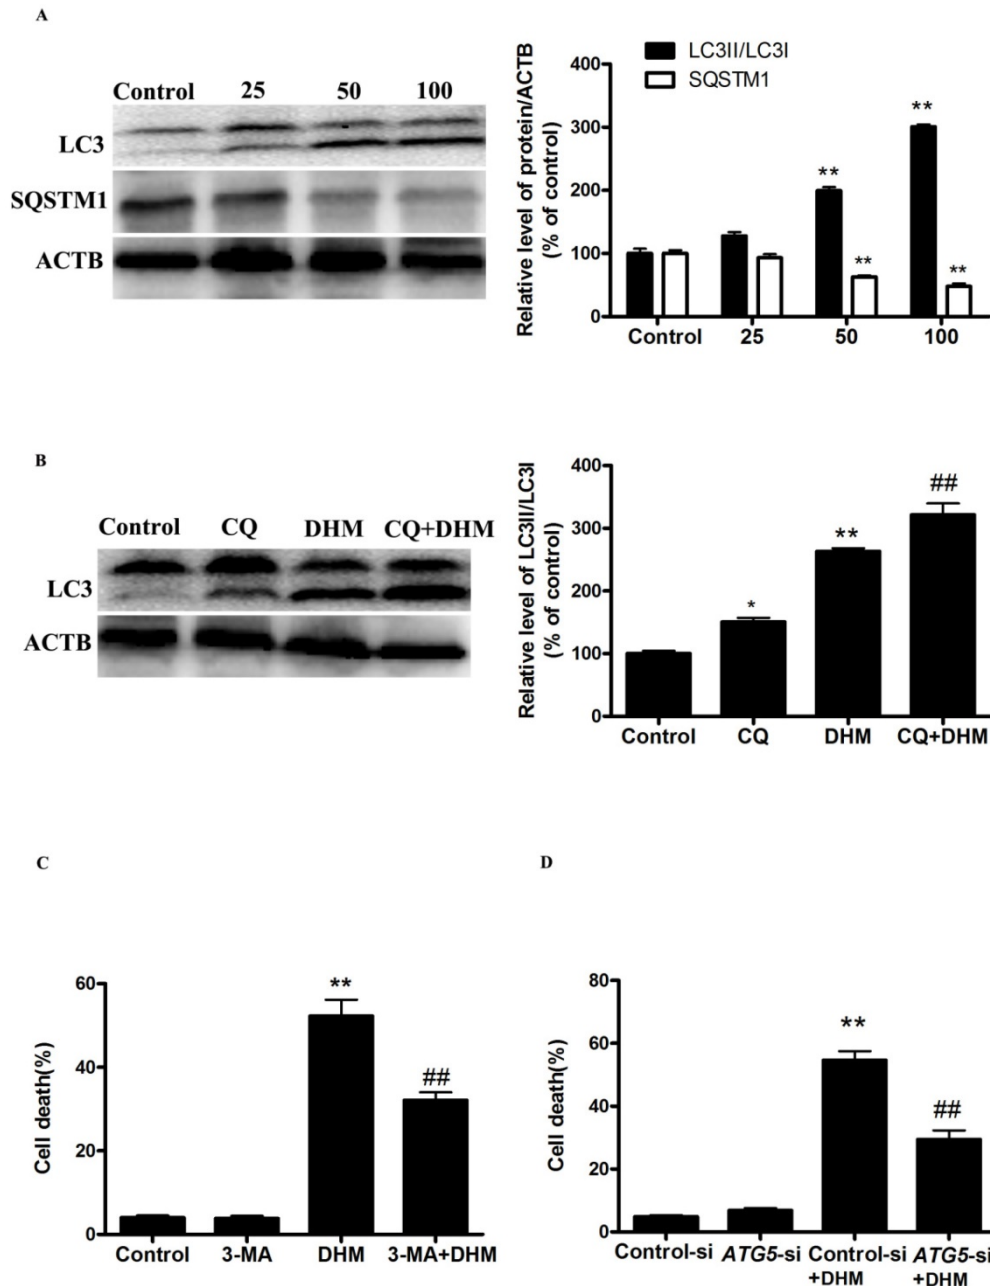 A
Control 25 50 100
LC3
SQSTM1
ACTB
LC3II/LC3I
SQSTM1
Relative level of protein/ACTB
(% of control)
400
300
200
100
0
**
**
**
**
Control 25 50 100
B
Control CQ DHM CQ+DHM
LC3
ACTB
Relative level of LC3II/LC3I
(% of control)
400
300
200
100
0
*
**
##
Control CQ DHM CQ+DHM
C
Cell death(%)
60
40
20
0
**
##
Control 3-MA DHM 3-MA+DHM
D
Cell death(%)
80
60
40
20
0
**
##
Control-si ATG5-si Control-si ATG5-si
+DHM +DHM